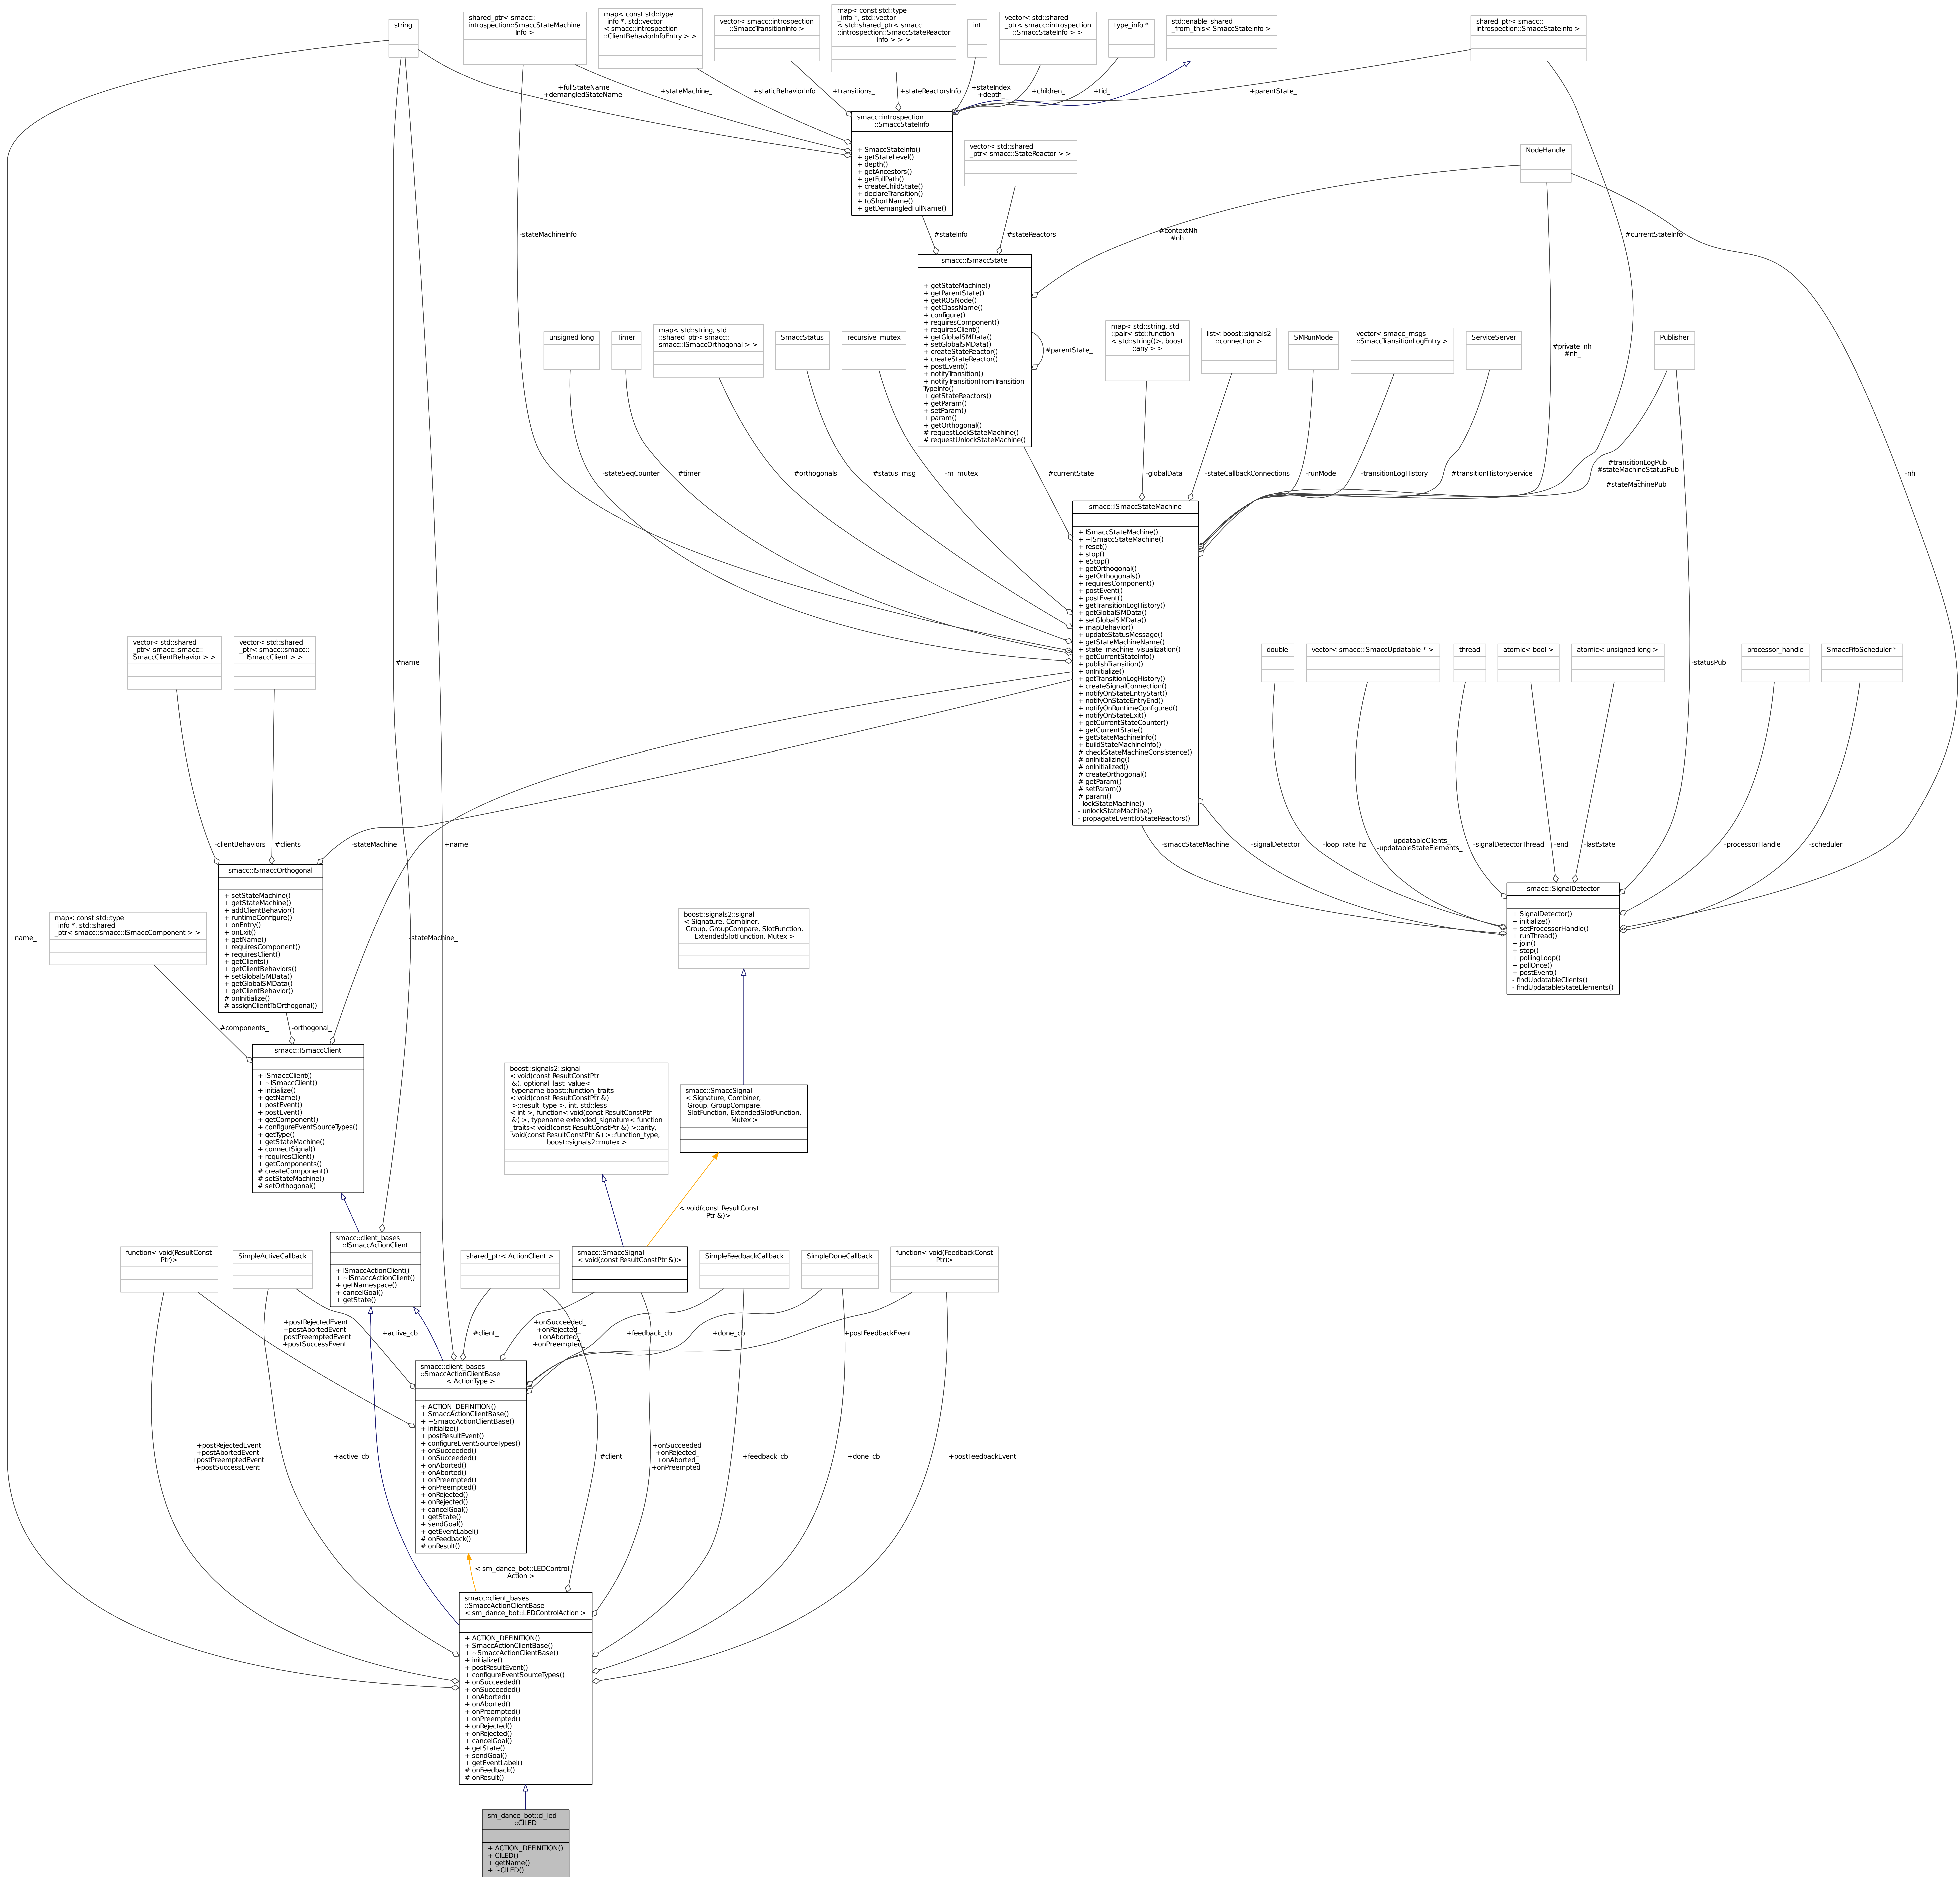 string
shared_ptr< smacc::
introspection::SmaccStateMachine
Info >
map< const std::type
_info *, std::vector
< smacc::introspection
::ClientBehaviorInfoEntry > >
vector< smacc::introspection
::SmaccTransitionInfo >
map< const std::type
_info *, std::vector
< std::shared_ptr< smacc
::introspection::SmaccStateReactor
Info > > >
int
vector< std::shared
_ptr< smacc::introspection
::SmaccStateInfo > >
type_info *
std::enable_shared
_from_this< SmaccStateInfo >
shared_ptr< smacc::
introspection::SmaccStateInfo >
+fullStateName
+demangledStateName
+stateMachine_
+staticBehaviorInfo
+transitions_
+stateReactorsInfo
+stateIndex_
+depth_
+children_
+tid_
+parentState_
smacc::introspection
::SmaccStateInfo
+ SmaccStateInfo()
+ getStateLevel()
+ depth()
+ getAncestors()
+ getFullPath()
+ createChildState()
+ declareTransition()
+ toShortName()
+ getDemangledFullName()
vector< std::shared
_ptr< smacc::StateReactor > >
NodeHandle
-stateMachineInfo_
#stateInfo_
#stateReactors_
#contextNh
#nh
#currentStateInfo_
smacc::ISmaccState
+ getStateMachine()
+ getParentState()
+ getROSNode()
+ getClassName()
+ configure()
+ requiresComponent()
+ requiresClient()
+ getGlobalSMData()
+ setGlobalSMData()
+ createStateReactor()
+ createStateReactor()
+ postEvent()
+ notifyTransition()
+ notifyTransitionFromTransition
TypeInfo()
+ getStateReactors()
+ getParam()
+ setParam()
+ param()
+ getOrthogonal()
# requestLockStateMachine()
# requestUnlockStateMachine()
#parentState_
unsigned long
Timer
map< std::string, std
::shared_ptr< smacc::
smacc::ISmaccOrthogonal > >
SmaccStatus
recursive_mutex
map< std::string, std
::pair< std::function
< std::string()>, boost
::any > >
list< boost::signals2
::connection >
SMRunMode
vector< smacc_msgs
::SmaccTransitionLogEntry >
ServiceServer
#private_nh_
#nh_
Publisher
-stateSeqCounter_
#timer_
#orthogonals_
#status_msg_
-m_mutex_
#currentState_
-globalData_
-stateCallbackConnections
-runMode_
-transitionLogHistory_
#transitionHistoryService_
#transitionLogPub_
#stateMachineStatusPub
_
#stateMachinePub_
-nh_
smacc::ISmaccStateMachine
+ ISmaccStateMachine()
+ ~ISmaccStateMachine()
+ reset()
+ stop()
+ eStop()
+ getOrthogonal()
+ getOrthogonals()
+ requiresComponent()
+ postEvent()
+ postEvent()
+ getTransitionLogHistory()
+ getGlobalSMData()
+ setGlobalSMData()
+ mapBehavior()
+ updateStatusMessage()
+ getStateMachineName()
+ state_machine_visualization()
+ getCurrentStateInfo()
+ publishTransition()
+ onInitialize()
+ getTransitionLogHistory()
+ createSignalConnection()
+ notifyOnStateEntryStart()
+ notifyOnStateEntryEnd()
+ notifyOnRuntimeConfigured()
+ notifyOnStateExit()
+ getCurrentStateCounter()
+ getCurrentState()
+ getStateMachineInfo()
+ buildStateMachineInfo()
# checkStateMachineConsistence()
# onInitializing()
# onInitialized()
# createOrthogonal()
# getParam()
# setParam()
# param()
- lockStateMachine()
- unlockStateMachine()
- propagateEventToStateReactors()
#name_
vector< std::shared
_ptr< smacc::smacc::
SmaccClientBehavior > >
vector< std::shared
_ptr< smacc::smacc::
ISmaccClient > >
double
vector< smacc::ISmaccUpdatable * >
thread
atomic< bool >
atomic< unsigned long >
-statusPub_
processor_handle
SmaccFifoScheduler *
-clientBehaviors_
#clients_
-stateMachine_
+name_
-smaccStateMachine_
-signalDetector_
-loop_rate_hz
-updatableClients_
-updatableStateElements_
-signalDetectorThread_
-end_
-lastState_
-processorHandle_
-scheduler_
smacc::ISmaccOrthogonal
+ setStateMachine()
+ getStateMachine()
+ addClientBehavior()
+ runtimeConfigure()
+ onEntry()
+ onExit()
+ getName()
+ requiresComponent()
+ requiresClient()
+ getClients()
+ getClientBehaviors()
+ setGlobalSMData()
+ getGlobalSMData()
+ getClientBehavior()
# onInitialize()
# assignClientToOrthogonal()
smacc::SignalDetector
+ SignalDetector()
+ initialize()
+ setProcessorHandle()
+ runThread()
+ join()
+ stop()
+ pollingLoop()
+ pollOnce()
+ postEvent()
- findUpdatableClients()
- findUpdatableStateElements()
+name_
map< const std::type
_info *, std::shared
_ptr< smacc::smacc::ISmaccComponent > >
-stateMachine_
boost::signals2::signal
< Signature, Combiner,
Group, GroupCompare, SlotFunction,
ExtendedSlotFunction, Mutex >
#components_
-orthogonal_
smacc::ISmaccClient
+ ISmaccClient()
+ ~ISmaccClient()
+ initialize()
+ getName()
+ postEvent()
+ postEvent()
+ getComponent()
+ configureEventSourceTypes()
+ getType()
+ getStateMachine()
+ connectSignal()
+ requiresClient()
+ getComponents()
# createComponent()
# setStateMachine()
# setOrthogonal()
boost::signals2::signal
< void(const ResultConstPtr
&), optional_last_value<
typename boost::function_traits
< void(const ResultConstPtr &)
>::result_type >, int, std::less
< int >, function< void(const ResultConstPtr
&) >, typename extended_signature< function
_traits< void(const ResultConstPtr &) >::arity,
void(const ResultConstPtr &) >::function_type,
boost::signals2::mutex >
smacc::SmaccSignal
< Signature, Combiner,
Group, GroupCompare,
SlotFunction, ExtendedSlotFunction,
Mutex >
< void(const ResultConst
Ptr &)>
smacc::client_bases
::ISmaccActionClient
+ ISmaccActionClient()
+ ~ISmaccActionClient()
+ getNamespace()
+ cancelGoal()
+ getState()
function< void(ResultConst
Ptr)>
SimpleActiveCallback
shared_ptr< ActionClient >
smacc::SmaccSignal
< void(const ResultConstPtr &)>
SimpleFeedbackCallback
SimpleDoneCallback
function< void(FeedbackConst
Ptr)>
+postRejectedEvent
+postAbortedEvent
+postPreemptedEvent
+postSuccessEvent
+active_cb
#client_
+onSucceeded_
+onRejected_
+onAborted_
+onPreempted_
+feedback_cb
+done_cb
+postFeedbackEvent
smacc::client_bases
::SmaccActionClientBase
< ActionType >
+ ACTION_DEFINITION()
+ SmaccActionClientBase()
+ ~SmaccActionClientBase()
+ initialize()
+ postResultEvent()
+ configureEventSourceTypes()
+ onSucceeded()
+ onSucceeded()
+ onAborted()
+ onAborted()
+ onPreempted()
+ onPreempted()
+ onRejected()
+ onRejected()
+ cancelGoal()
+ getState()
+ sendGoal()
+ getEventLabel()
# onFeedback()
# onResult()
+postRejectedEvent
+postAbortedEvent
+postPreemptedEvent
+postSuccessEvent
+active_cb
#client_
+onSucceeded_
+onRejected_
+onAborted_
+onPreempted_
+feedback_cb
+done_cb
+postFeedbackEvent
< sm_dance_bot::LEDControl
Action >
smacc::client_bases
::SmaccActionClientBase
< sm_dance_bot::LEDControlAction >
+ ACTION_DEFINITION()
+ SmaccActionClientBase()
+ ~SmaccActionClientBase()
+ initialize()
+ postResultEvent()
+ configureEventSourceTypes()
+ onSucceeded()
+ onSucceeded()
+ onAborted()
+ onAborted()
+ onPreempted()
+ onPreempted()
+ onRejected()
+ onRejected()
+ cancelGoal()
+ getState()
+ sendGoal()
+ getEventLabel()
# onFeedback()
# onResult()
sm_dance_bot::cl_led
::ClLED
+ ACTION_DEFINITION()
+ ClLED()
+ getName()
+ ~ClLED()